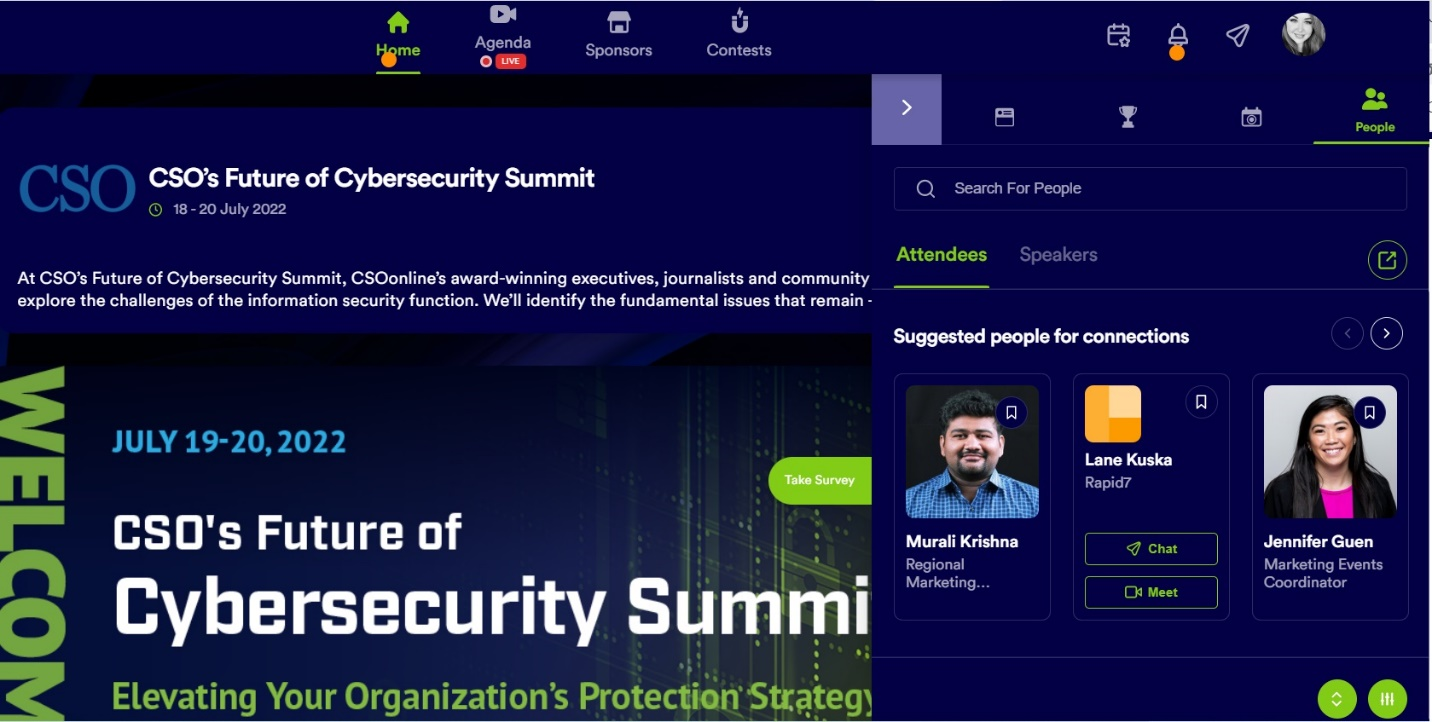 Home
Agenda
LIVE
Sponsors
Contests
People
CSO
CSO's Future of Cybersecurity Summit
18 - 20 July 2022
At CSO's Future of Cybersecurity Summit, CSOonline's award-winning executives, journalists and community
explore the challenges of the information security function. We'll identify the fundamental issues that remain -
WELCOM
JULY 19-20, 2022
Take Survey
CSO's Future of
Cybersecurity Summi
Elevating Your Organization's Protection Strategy
Search For People
Attendees
Speakers
Suggested people for connections
Murali Krishna
Regional
Marketing...
Lane Kuska
Rapid7
Chat
Meet
Jennifer Guen
Marketing Events
Coordinator